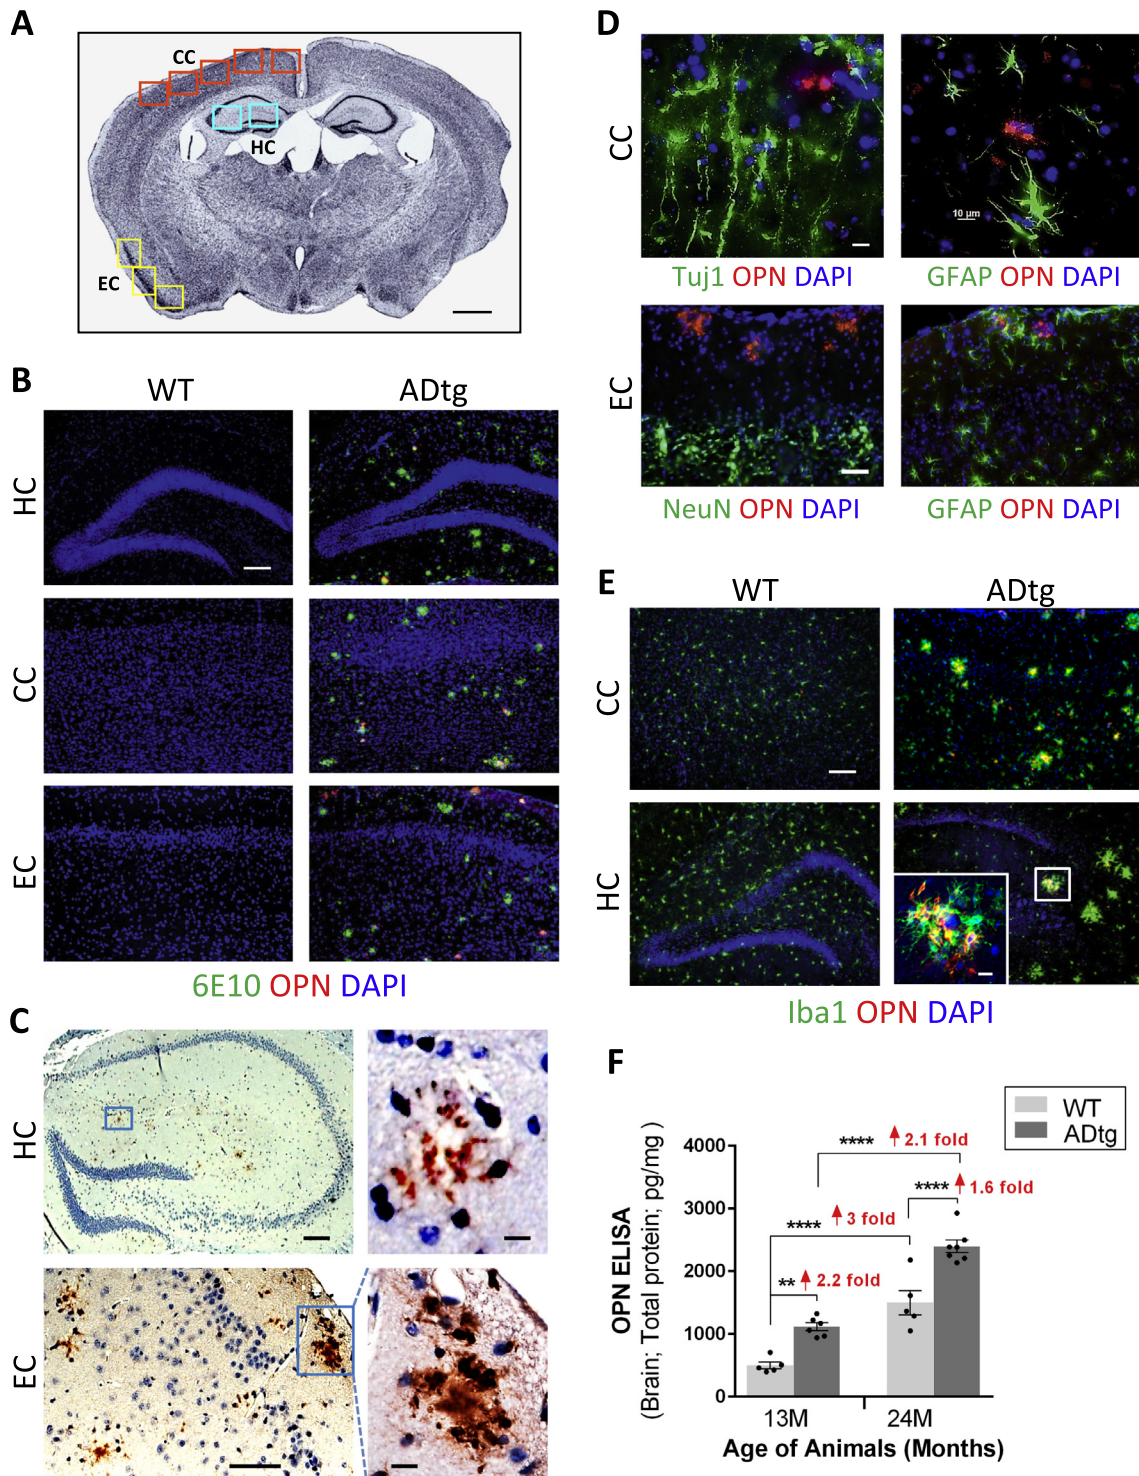 A
CC
HC
EC
B
WT
ADtg
HC
CC
EC
6E10 OPN DAPI
C
HC
EC
D
CC
10 µm
Tuj1 OPN DAPI
GFAP OPN DAPI
EC
NeuN OPN DAPI
GFAP OPN DAPI
E
WT
ADtg
CC
HC
Iba1 OPN DAPI
F
WT
ADtg
OPN ELISA
(Brain; Total protein; pg/mg)
4000
3000
2000
1000
0
**** 2.1 fold
**** 1.6 fold
**** 3 fold
** 2.2 fold
13M
24M
Age of Animals (Months)